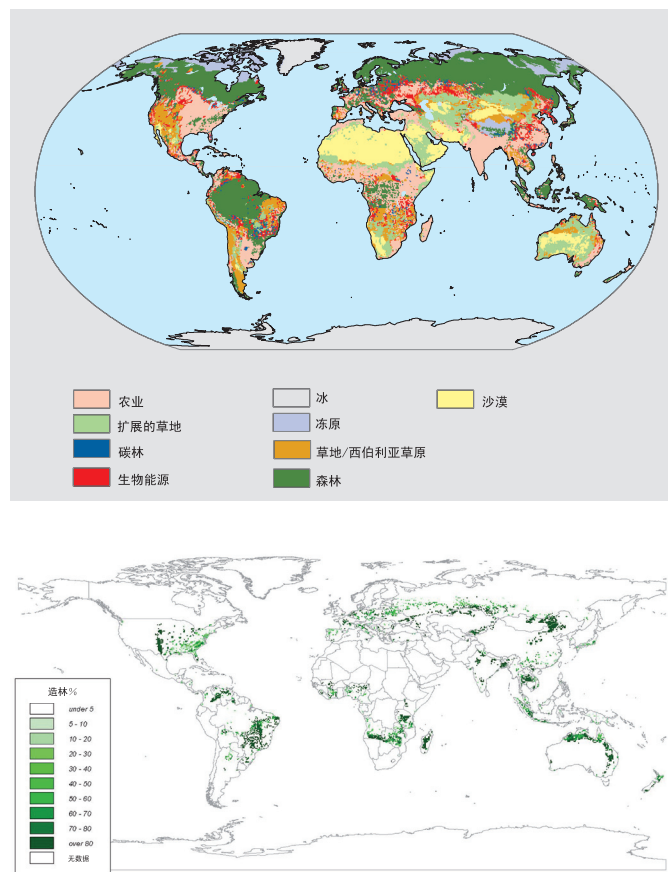 农业
冰
沙漠
扩展的草地
冻原
碳林
草地/西伯利亚草原
生物能源
森林
造林%
under 5
5 - 10
10 - 20
20 - 30
30 - 40
40 - 50
50 - 60
60 - 70
70 - 80
over 80
无数据